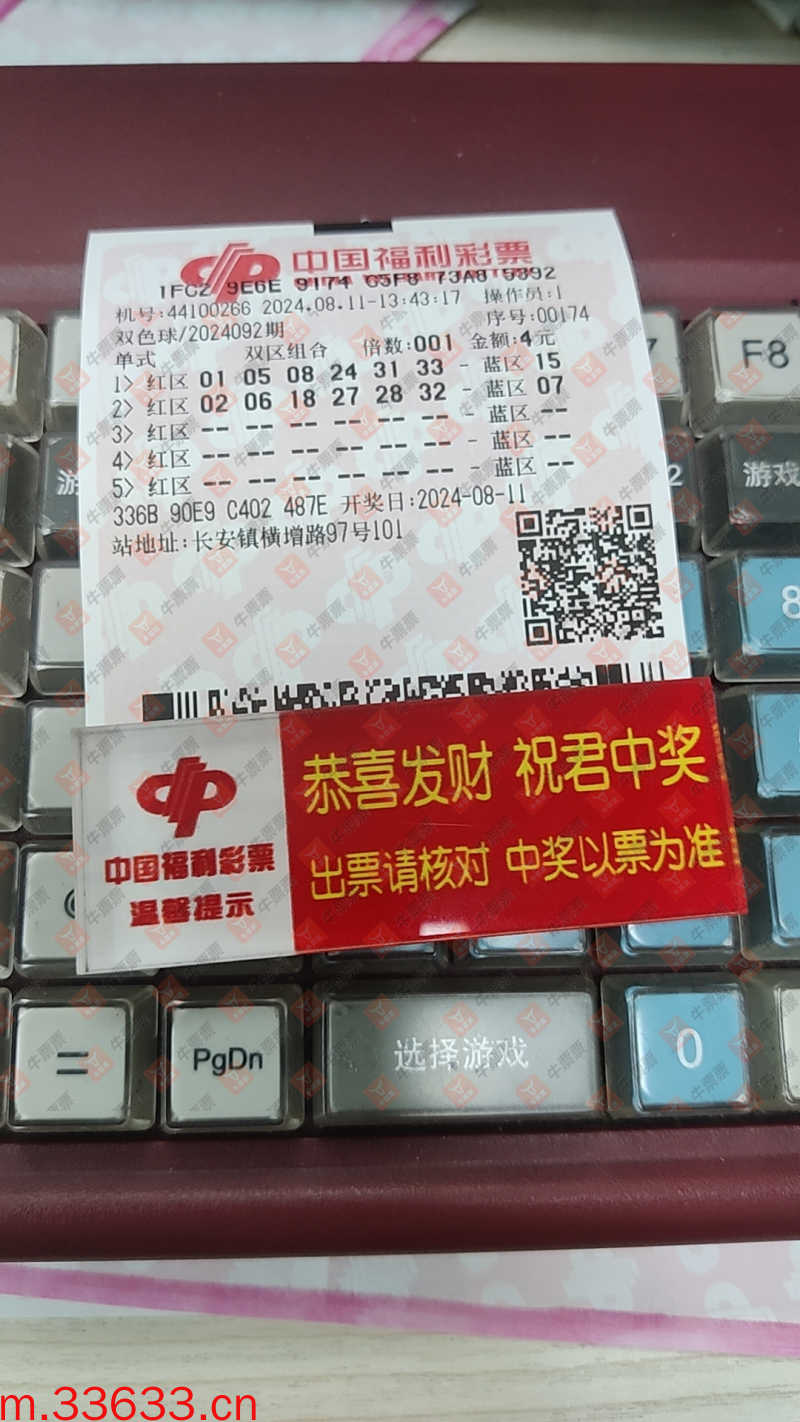 中国福利彩票
1FC2 9E6E 9174 C5F8 73A8 5892
机号:44100266 2024.08.11-13:43:17 操作员:1
双色球/2024092期 序号:00174
单式 双区组合 倍数:001 金额:4元
1> 红区 01 05 08 24 31 33 - 蓝区 15
2> 红区 02 06 18 27 28 32 - 蓝区 07
3> 红区 -- -- -- -- -- -- - 蓝区 --
4> 红区 -- -- -- -- -- -- - 蓝区 --
5> 红区 -- -- -- -- -- -- - 蓝区 --
336B 90E9 C402 487E 开奖日:2024-08-11
站地址:长安镇横增路97号101
恭喜发财 祝君中奖
出票请核对 中奖以票为准
中国福利彩票
温馨提示
F8
游戏
8
=
PgDn
选择游戏
0
牛票票
m.33633.cn